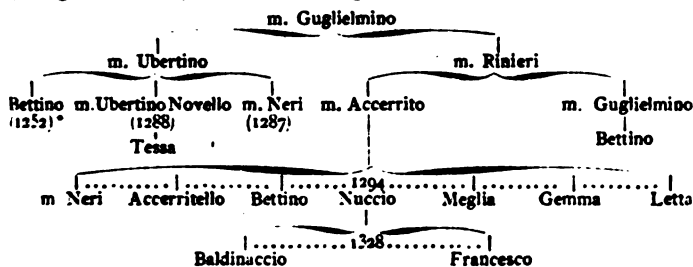 m. Guglielmino
m. Ubertino m. Rinieri
Bettino m. Ubertino Novello m. Neri m. Accerrito m. Guglielmino
(1252)* (1288) (1287)
Tessa Bettino
1294
m Neri Accerritello Bettino Nuccio Meglia Gemma Letta
1328
Baldinaccio Francesco